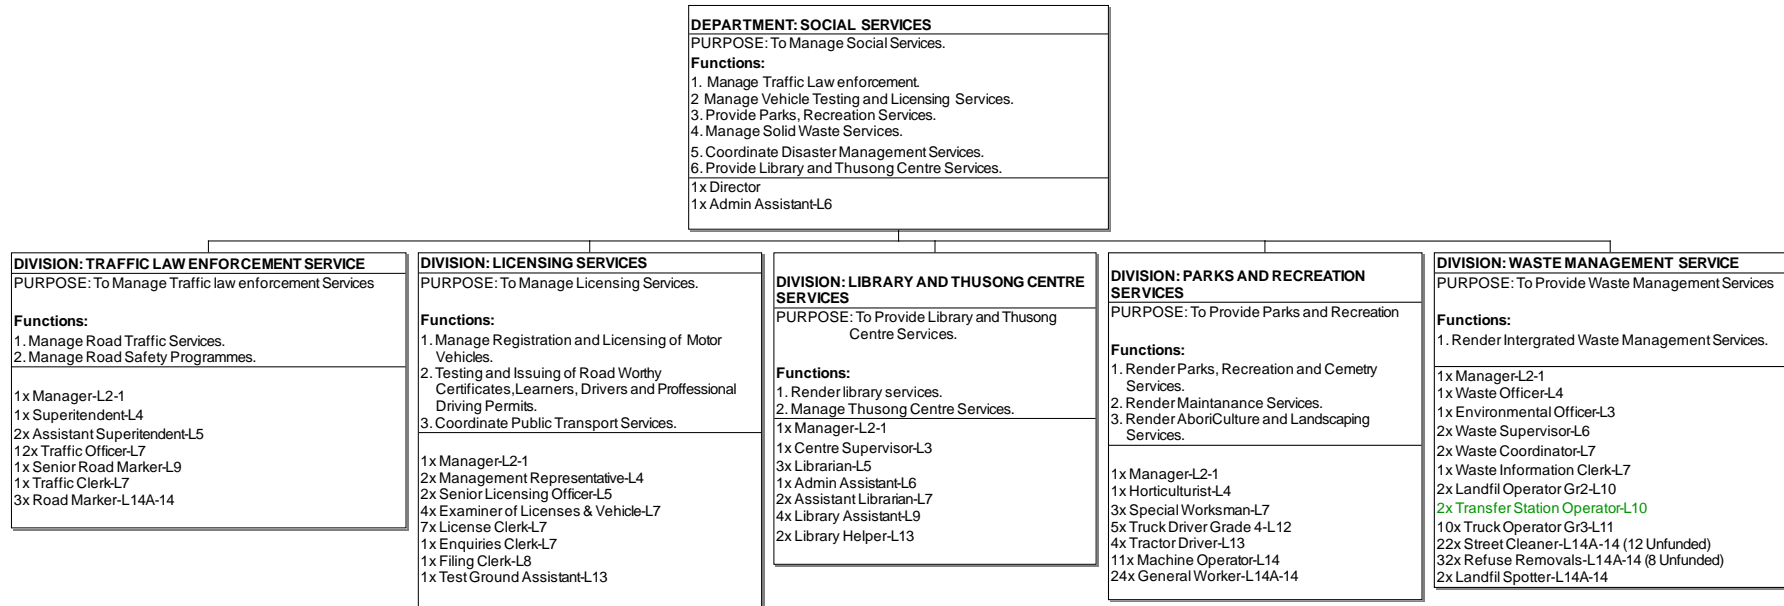 DEPARTMENT: SOCIAL SERVICES
PURPOSE: To Manage Social Services.
Functions:
1. Manage Traffic Law enforcement.
2 Manage Vehicle Testing and Licensing Services.
3. Provide Parks, Recreation Services.
4. Manage Solid Waste Services.
5. Coordinate Disaster Management Services.
6. Provide Library and Thusong Centre Services.
1x Director
1x Admin Assistant-L6
DIVISION: TRAFFIC LAW ENFORCEMENT SERVICE
PURPOSE: To Manage Traffic law enforcement Services
Functions:
1. Manage Road Traffic Services.
2. Manage Road Safety Programmes.
1x Manager-L2-1
1x Superitendent-L4
2x Assistant Superitendent-L5
12x Traffic Officer-L7
1x Senior Road Marker-L9
1x Traffic Clerk-L7
3x Road Marker-L14A-14
DIVISION: LICENSING SERVICES
PURPOSE: To Manage Licensing Services.
Functions:
1. Manage Registration and Licensing of Motor
Vehicles.
2. Testing and Issuing of Road Worthy
Certificates,Learners, Drivers and Proffessional
Driving Permits.
3. Coordinate Public Transport Services.
1x Manager-L2-1
2x Management Representative-L4
2x Senior Licensing Officer-L5
4x Examiner of Licenses & Vehicle-L7
7x License Clerk-L7
1x Enquiries Clerk-L7
1x Filing Clerk-L8
1x Test Ground Assistant-L13
DIVISION: LIBRARY AND THUSONG CENTRE
SERVICES
PURPOSE: To Provide Library and Thusong
Centre Services.
Functions:
1. Render library services.
2. Manage Thusong Centre Services.
1x Manager-L2-1
1x Centre Supervisor-L3
3x Librarian-L5
1x Admin Assistant-L6
2x Assistant Librarian-L7
4x Library Assistant-L9
2x Library Helper-L13
DIVISION: PARKS AND RECREATION
SERVICES
PURPOSE: To Provide Parks and Recreation
Functions:
1. Render Parks, Recreation and Cemetry
Services.
2. Render Maintanance Services.
3. Render AboriCulture and Landscaping
Services.
1x Manager-L2-1
1x Horticulturist-L4
3x Special Worksman-L7
5x Truck Driver Grade 4-L12
4x Tractor Driver-L13
11x Machine Operator-L14
24x General Worker-L14A-14
DIVISION: WASTE MANAGEMENT SERVICE
PURPOSE: To Provide Waste Management Services
Functions:
1. Render Intergrated Waste Management Services.
1x Manager-L2-1
1x Waste Officer-L4
1x Environmental Officer-L3
2x Waste Supervisor-L6
2x Waste Coordinator-L7
1x Waste Information Clerk-L7
2x Landfil Operator Gr2-L10
2x Transfer Station Operator-L10
10x Truck Operator Gr3-L11
22x Street Cleaner-L14A-14 (12 Unfunded)
32x Refuse Removals-L14A-14 (8 Unfunded)
2x Landfil Spotter-L14A-14